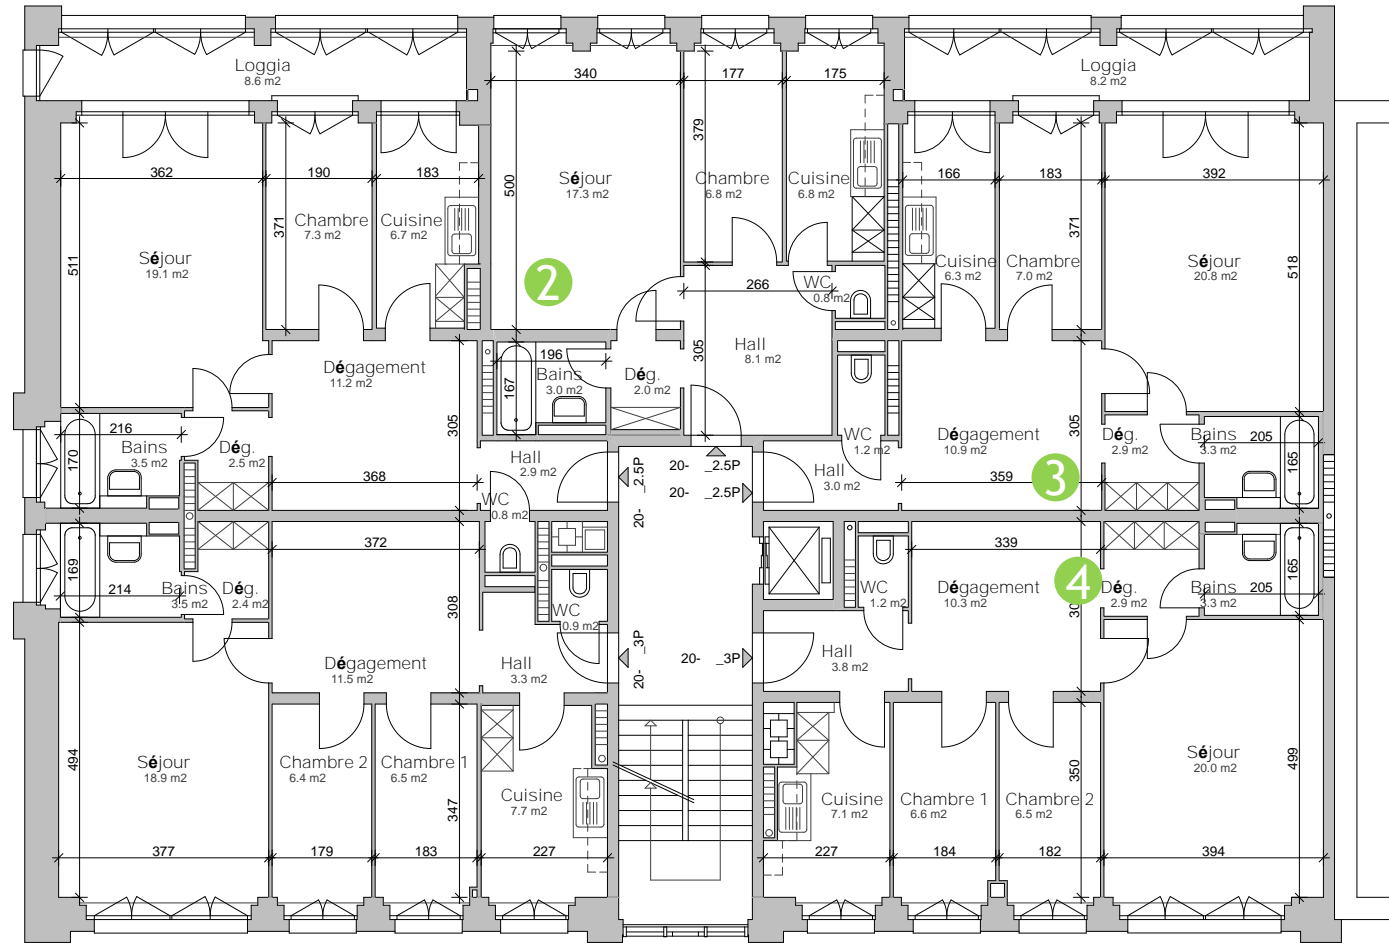 Loggia
8.6 m2
340
177
175
Loggia
8.2 m2
362
190
183
500
379
166
183
392
Séjour
17.3 m2
Chambre
6.8 m2
Cuisine
6.8 m2
371
Chambre
7.3 m2
Cuisine
6.7 m2
371
511
Séjour
19.1 m2
Cuisine
6.3 m2
Chambre
7.0 m2
Séjour
20.8 m2
518
2
266
WC
0.8 m2
305
Hall
8.1 m2
Dégagement
11.2 m2
196
167
Bains
3.0 m2
Dég.
2.0 m2
305
216
170
Bains
3.5 m2
Dég.
2.5 m2
368
Hall
2.9 m2
WC
0.8 m2
20- _2.5P
20- _2.5P
20- _2.5P
WC
1.2 m2
Hall
3.0 m2
Dégagement
10.9 m2
305
359
3
Dég.
2.9 m2
Bains
3.3 m2
205
165
372
308
169
214
Bains
3.5 m2
Dég.
2.4 m2
WC
0.9 m2
339
WC
1.2 m2
Dégagement
10.3 m2
4
Dég.
2.9 m2
Bains
3.3 m2
205
165
Dégagement
11.5 m2
Hall
3.3 m2
20- _3P
20- _3P
Hall
3.8 m2
494
Séjour
18.9 m2
Chambre 2
6.4 m2
Chambre 1
6.5 m2
347
Cuisine
7.7 m2
Cuisine
7.1 m2
Chambre 1
6.6 m2
Chambre 2
6.5 m2
350
Séjour
20.0 m2
499
377
179
183
227
227
184
182
394